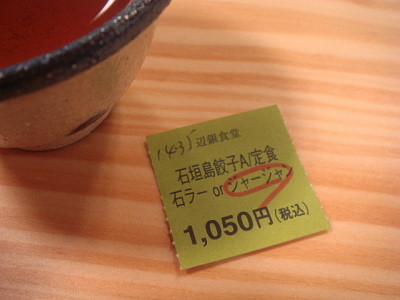 1435 辺銀食堂
石垣島餃子A/定食
石ラー or ジャージャン
1,050円(税込)